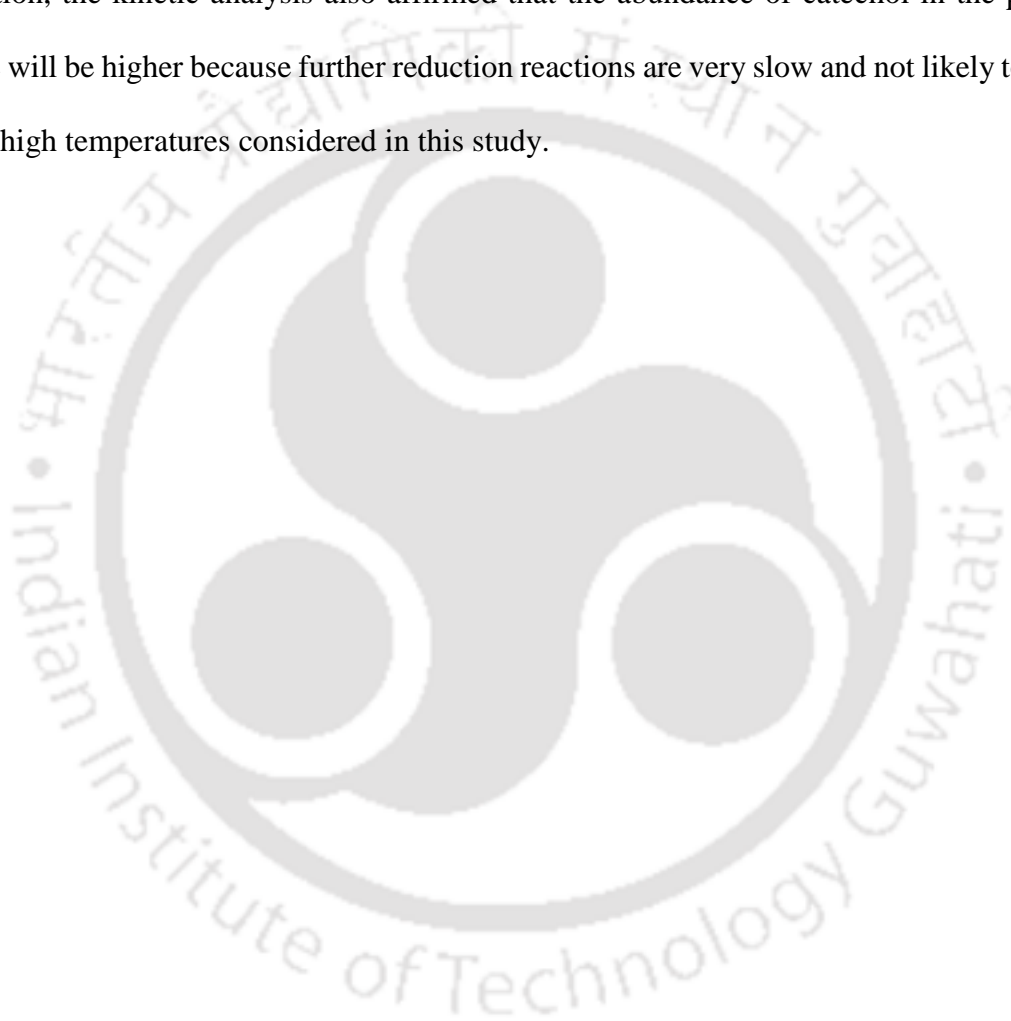 tion, the kinetic analysis also affirmed that the abundance of catechol in the p
will be higher because further reduction reactions are very slow and not likely t
high temperatures considered in this study.
भारतीय प्रौद्योगिकी संस्थान गुवाहाटी
Indian Institute of Technology Guwahati